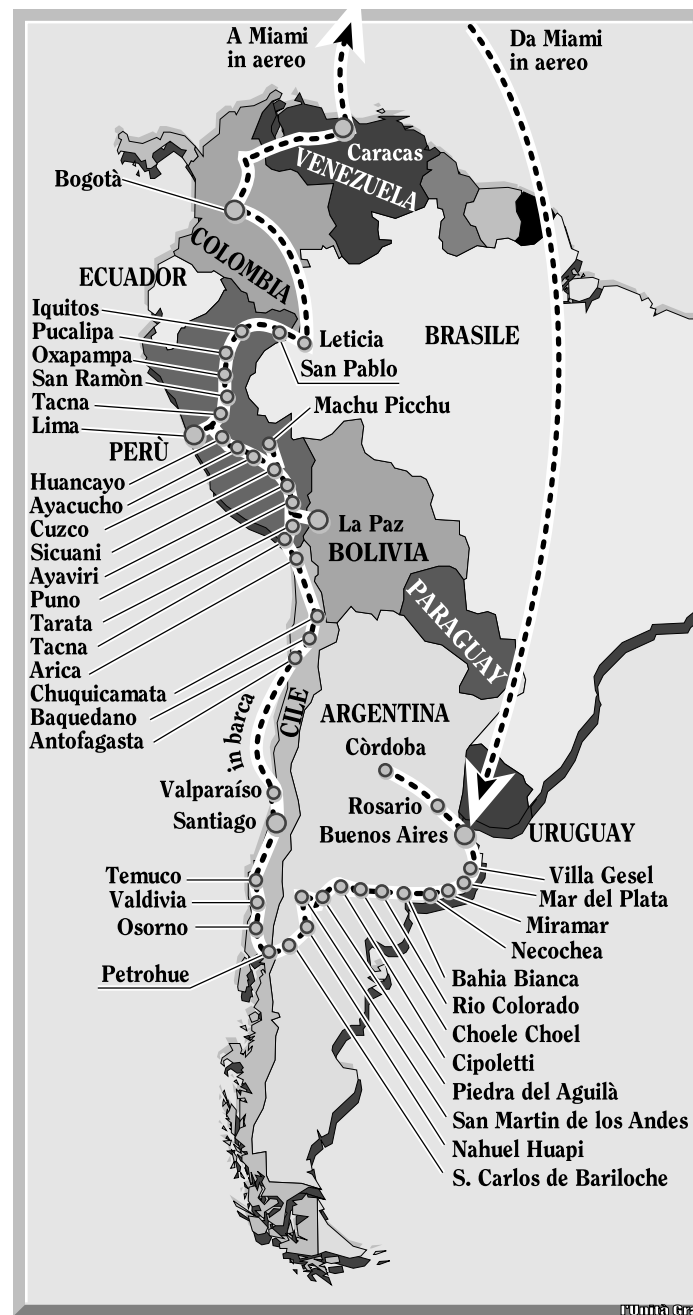 A Miami
in aereo
Da Miami
in aereo
Caracas
VENEZUELA
Bogotà
COLOMBIA
ECUADOR
Iquitos
Pucalipa
Oxapampa
San Ramòn
Tacna
Lima
PERÙ
Leticia
San Pablo
BRASILE
Machu Picchu
Huancayo
Ayacucho
Cuzco
Sicuani
Ayaviri
Puno
Tarata
Tacna
Arica
Chuquicamata
Baquedano
Antofagasta
La Paz
BOLIVIA
PARAGUAY
CILE
in barca
ARGENTINA
Còrdoba
Rosario
Buenos Aires
URUGUAY
Valparaíso
Santiago
Temuco
Valdivia
Osorno
Petrohue
Villa Gesel
Mar del Plata
Miramar
Necochea
Bahia Bianca
Rio Colorado
Choele Choel
Cipoletti
Piedra del Aguilà
San Martin de los Andes
Nahuel Huapi
S. Carlos de Bariloche
l'Unità Gra